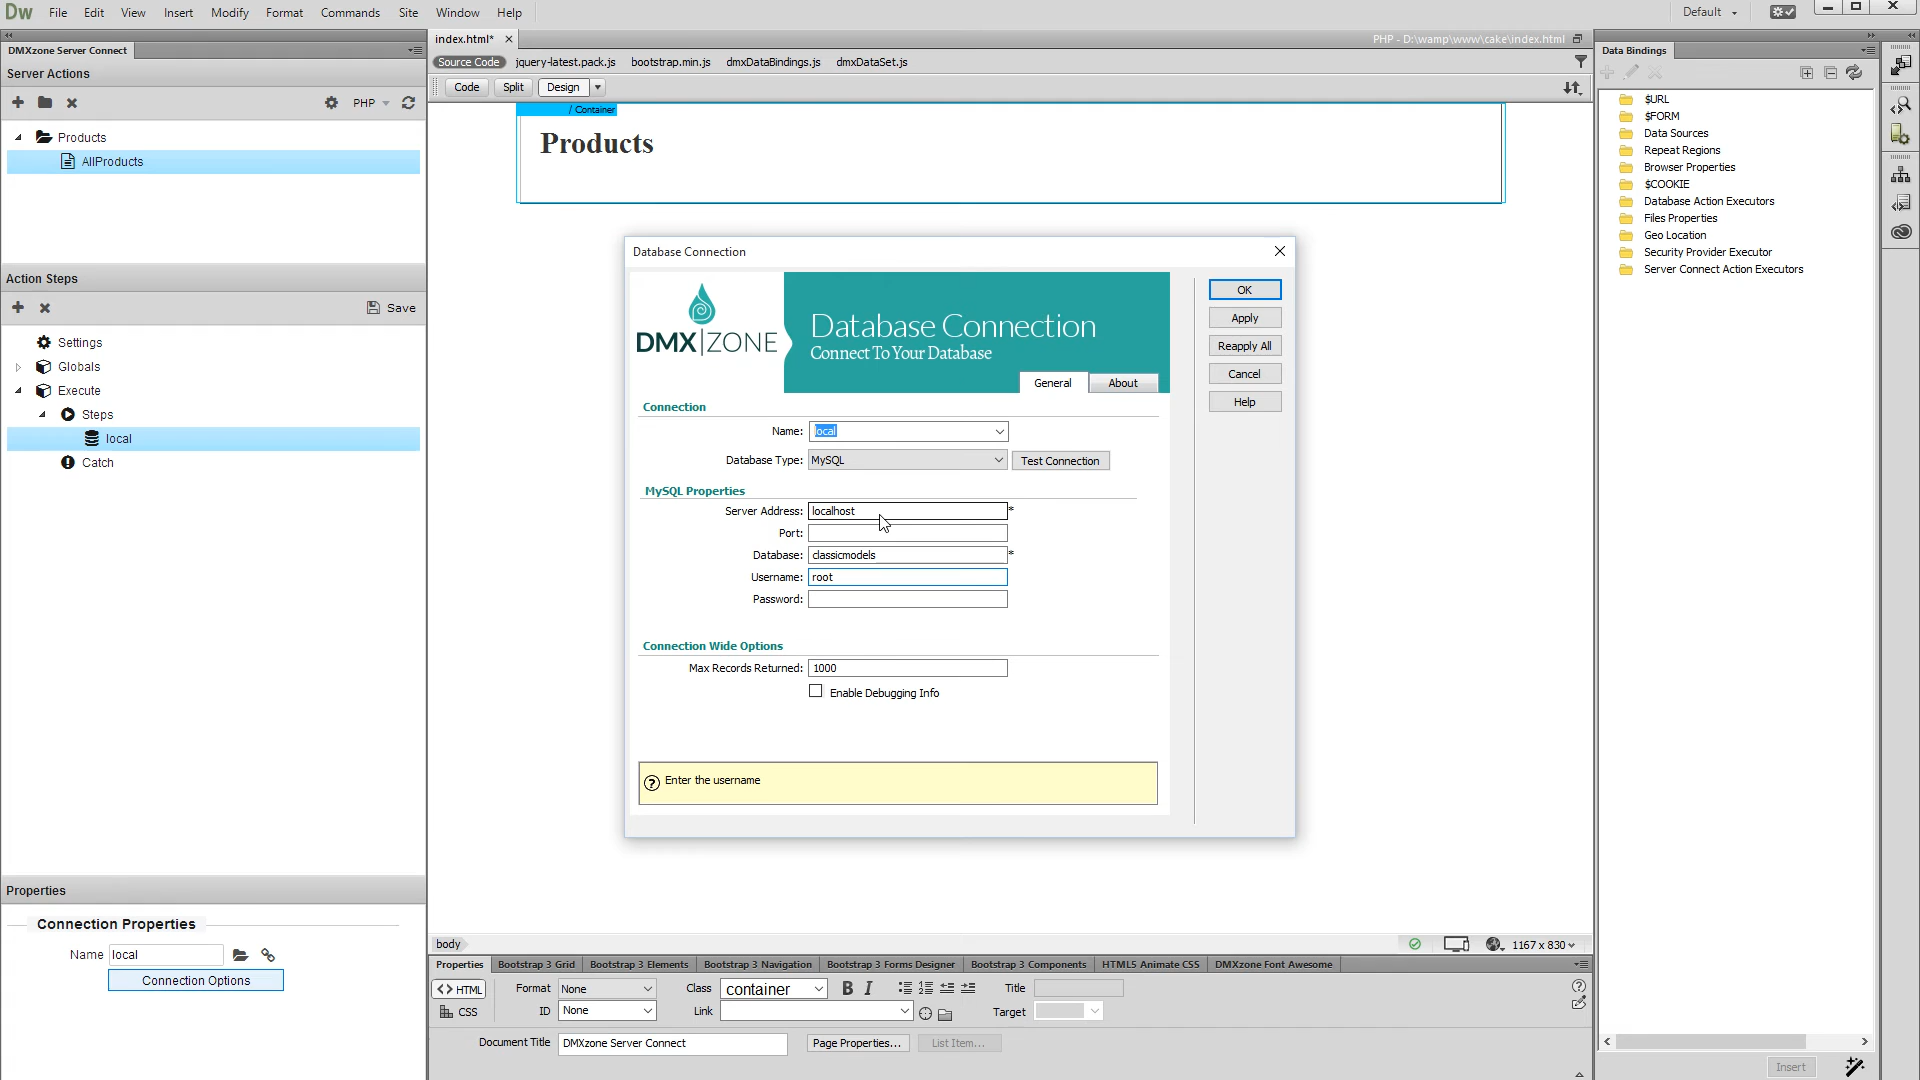 Dw File Edit View Insert Modify Format Commands Site Window Help Default
DMXzone Server Connect
Server Actions
PHP
Products
AllProducts
Action Steps
Save
Settings
Globals
Execute
Steps
local
Catch
Properties
Connection Properties
Name local
Connection Options
index.html* PHP - D:\wamp\www\cake\index.html
Source Code jquery-latest.pack.js bootstrap.min.js dmxDataBindings.js dmxDataSet.js
Code Split Design
/ Container
Products
Database Connection
DMX|ZONE
Database Connection
Connect To Your Database
General About
Connection
Name: local
Database Type: MySQL Test Connection
MySQL Properties
Server Address: localhost *
Port:
Database: classicmodels *
Username: root
Password:
Connection Wide Options
Max Records Returned: 1000
Enable Debugging Info
? Enter the username
OK
Apply
Reapply All
Cancel
Help
body 1167 x 830
Properties Bootstrap 3 Grid Bootstrap 3 Elements Bootstrap 3 Navigation Bootstrap 3 Forms Designer Bootstrap 3 Components HTML5 Animate CSS DMXzone Font Awesome
<> HTML Format None Class container B I Title
CSS ID None Link Target
Document Title DMXzone Server Connect Page Properties... List Item...
Data Bindings
$URL
$FORM
Data Sources
Repeat Regions
Browser Properties
$COOKIE
Database Action Executors
Files Properties
Geo Location
Security Provider Executor
Server Connect Action Executors
Insert